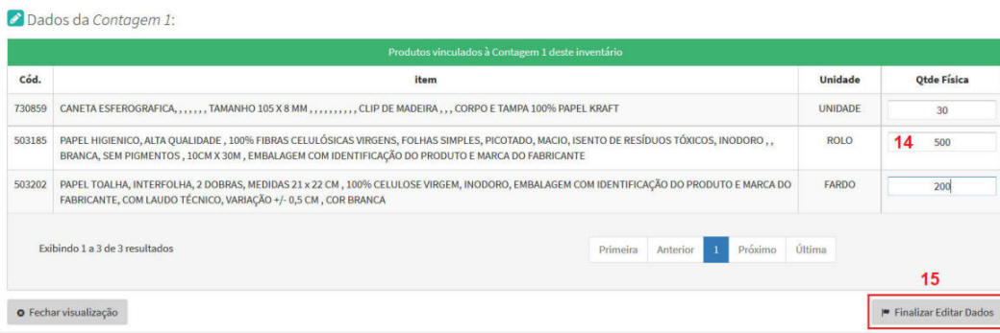 Dados da Contagem 1:
Produtos vinculados à Contagem 1 deste inventário
Cód. item Unidade Qtde Física
730859 CANETA ESFEROGRAFICA, , , , , , , TAMANHO 105 X 8 MM , , , , , , , , , , CLIP DE MADEIRA , , , CORPO E TAMPA 100% PAPEL KRAFT UNIDADE 30
503185 PAPEL HIGIENICO, ALTA QUALIDADE , 100% FIBRAS CELULÓSICAS VIRGENS, FOLHAS SIMPLES, PICOTADO, MACIO, ISENTO DE RESÍDUOS TÓXICOS, INODORO , , ROLO 14 500
BRANCA, SEM PIGMENTOS , 10CM X 30M , EMBALAGEM COM IDENTIFICAÇÃO DO PRODUTO E MARCA DO FABRICANTE
503202 PAPEL TOALHA, INTERFOLHA, 2 DOBRAS, MEDIDAS 21 x 22 CM , 100% CELULOSE VIRGEM, INODORO, EMBALAGEM COM IDENTIFICAÇÃO DO PRODUTO E MARCA DO FARDO 200
FABRICANTE, COM LAUDO TÉCNICO, VARIAÇÃO +/- 0,5 CM , COR BRANCA
Exibindo 1 a 3 de 3 resultados Primeira Anterior 1 Próximo Última
15
Fechar visualização Finalizar Editar Dados